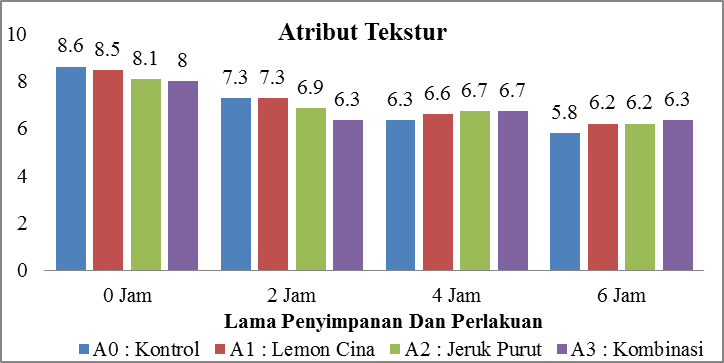 Atribut Tekstur
10
8
6
4
2
0
8.6 8.5 8.1 8
7.3 7.3 6.9 6.3
6.3 6.6 6.7 6.7
5.8 6.2 6.2 6.3
0 Jam 2 Jam 4 Jam 6 Jam
Lama Penyimpanan Dan Perlakuan
A0 : Kontrol A1 : Lemon Cina A2 : Jeruk Purut A3 : Kombinasi